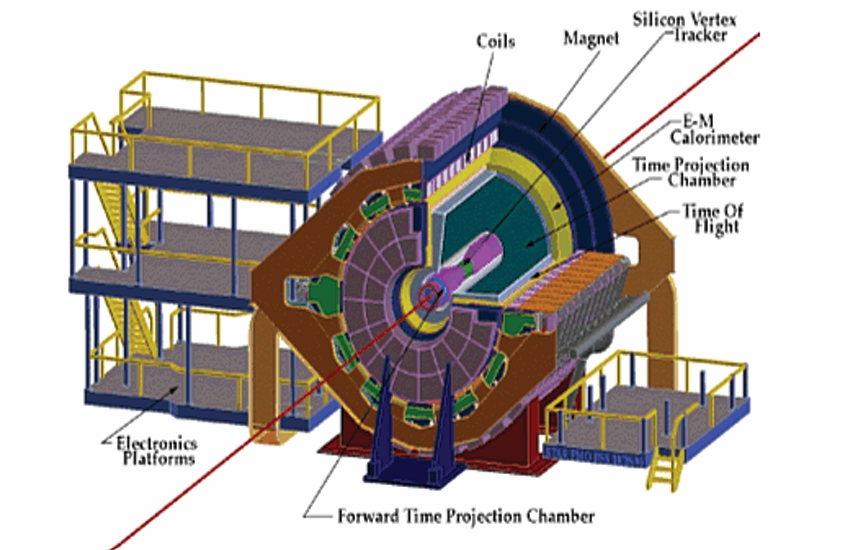 Silicon Vertex
Tracker
Coils
Magnet
E-M
Calorimeter
Time Projection
Chamber
Time Of
Flight
Electronics
Platforms
Forward Time Projection Chamber